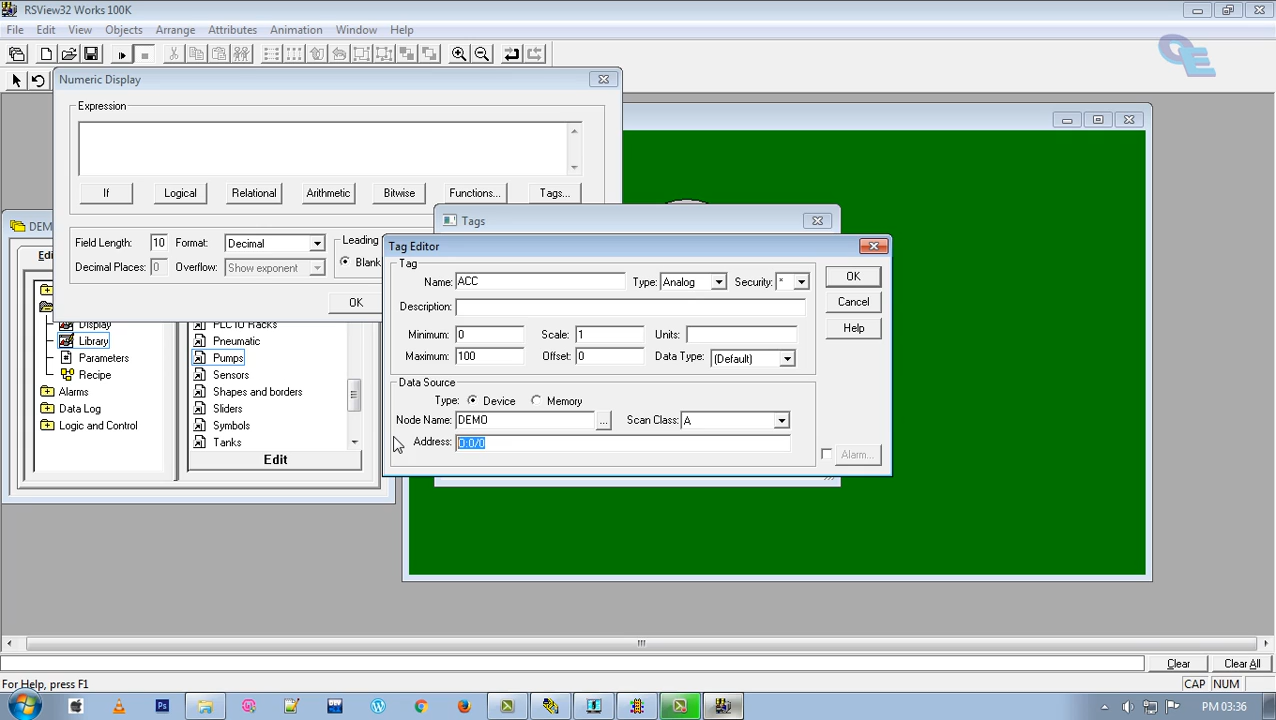 RSView32 Works 100K
File Edit View Objects Arrange Attributes Animation Window Help
Numeric Display
Expression
If Logical Relational Arithmetic Bitwise Functions... Tags...
Field Length: 10 Format: Decimal Leading
Decimal Places: 0 Overflow: Show exponent Blank
OK
Tags
Tag Editor
Tag
Name: ACC Type: Analog Security: * OK
Description: Cancel
Minimum: 0 Scale: 1 Units: Help
Maximum: 100 Offset: 0 Data Type: (Default)
Data Source
Type: Device Memory
Node Name: DEMO ... Scan Class: A
Address: O:0/0 Alarm...
DEM
Edi
Display
Library
Parameters
Recipe
Alarms
Data Log
Logic and Control
PLC IO Racks
Pneumatic
Pumps
Sensors
Shapes and borders
Sliders
Symbols
Tanks
Edit
Clear Clear All
For Help, press F1 CAP NUM
PM 03:36